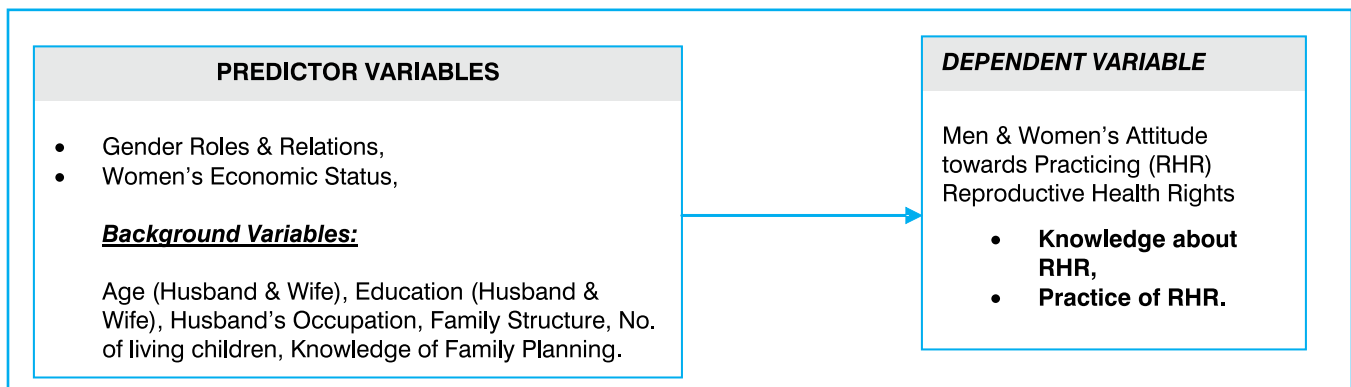 PREDICTOR VARIABLES
• Gender Roles & Relations,
• Women's Economic Status,
Background Variables:
Age (Husband & Wife), Education (Husband &
Wife), Husband's Occupation, Family Structure, No.
of living children, Knowledge of Family Planning.
DEPENDENT VARIABLE
Men & Women's Attitude
towards Practicing (RHR)
Reproductive Health Rights
• Knowledge about
RHR,
• Practice of RHR.